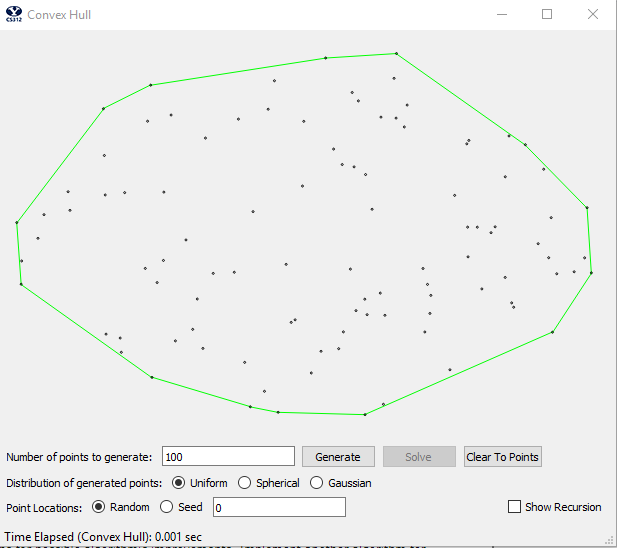 CS312
Convex Hull
Number of points to generate: 100 Generate Solve Clear To Points
Distribution of generated points: Uniform Spherical Gaussian
Point Locations: Random Seed 0 Show Recursion
Time Elapsed (Convex Hull): 0.001 sec